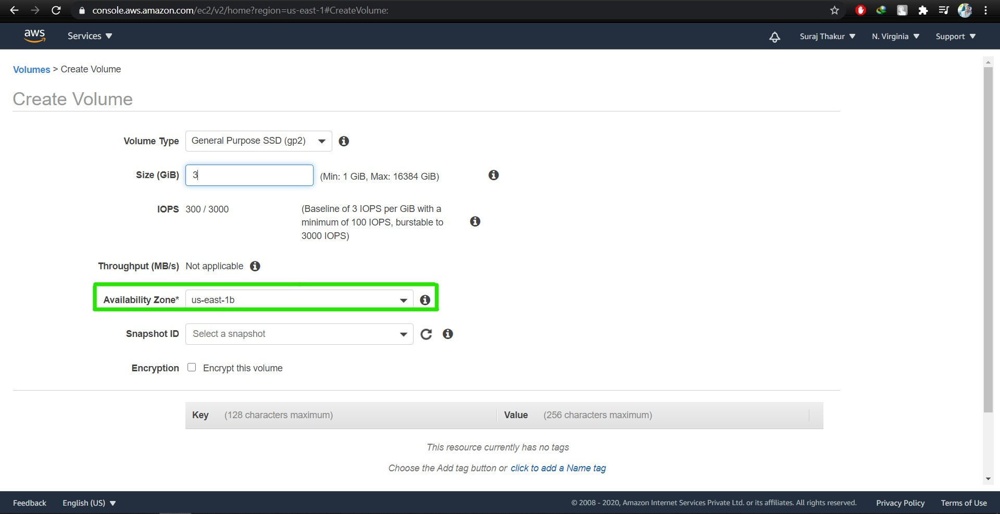 console.aws.amazon.com/ec2/v2/home?region=us-east-1#CreateVolume:
aws Services Suraj Thakur N. Virginia Support
Volumes > Create Volume
Create Volume
Volume Type General Purpose SSD (gp2)
Size (GiB) 3 (Min: 1 GiB, Max: 16384 GiB)
IOPS 300 / 3000 (Baseline of 3 IOPS per GiB with a
minimum of 100 IOPS, burstable to
3000 IOPS)
Throughput (MB/s) Not applicable
Availability Zone* us-east-1b
Snapshot ID Select a snapshot
Encryption Encrypt this volume
Key (128 characters maximum) Value (256 characters maximum)
This resource currently has no tags
Choose the Add tag button or click to add a Name tag
Feedback English (US) © 2008 - 2020, Amazon Internet Services Private Ltd. or its affiliates. All rights reserved. Privacy Policy Terms of Use